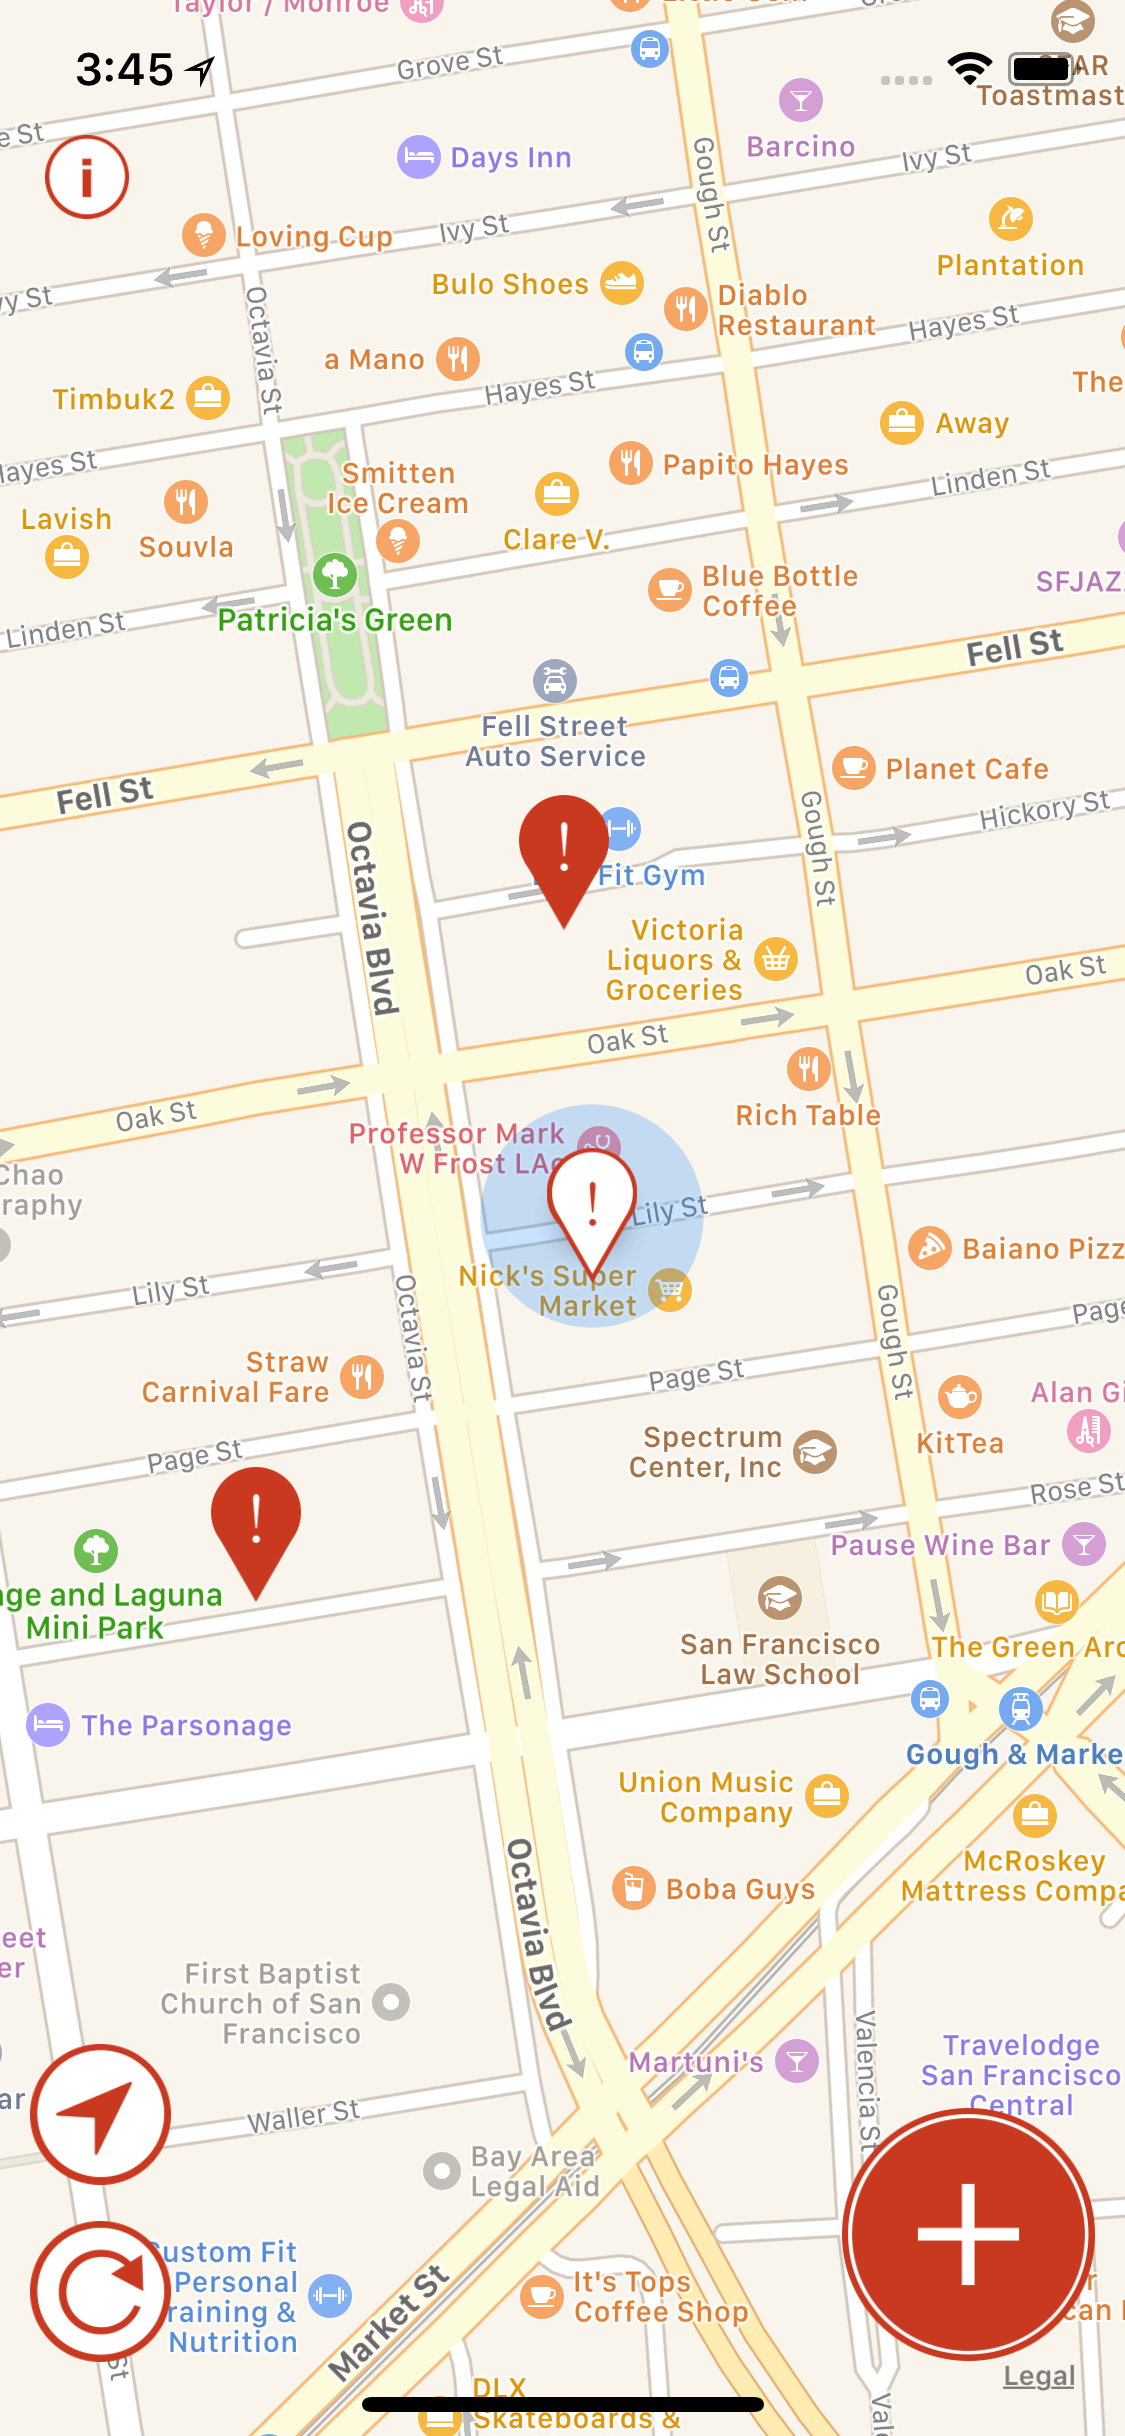 Taylor / Monroe
3:45
Grove St
Toastmast
Barcino
Days Inn
Ivy St
i
Gough St
Loving Cup
Ivy St
Plantation
Bulo Shoes
Diablo
Restaurant
Octavia St
Hayes St
a Mano
The
Hayes St
Timbuk2
Away
Papito Hayes
Hayes St
Smitten
Ice Cream
Linden St
Lavish
Souvla
Clare V.
Blue Bottle
Coffee
SFJAZZ
Patricia's Green
Linden St
Fell St
Fell Street
Auto Service
Planet Cafe
Fell St
Hickory St
Octavia Blvd
Gough St
!
Fit Gym
Victoria
Liquors &
Groceries
Oak St
Oak St
Oak St
Rich Table
Professor Mark
W Frost LAc
Chao
raphy
!
Lily St
Baiano Pizz
Nick's Super
Market
Lily St
Octavia St
Gough St
Page
Straw
Carnival Fare
Page St
Alan Gi
KitTea
Spectrum
Center, Inc
Page St
Rose St
!
Pause Wine Bar
age and Laguna
Mini Park
San Francisco
Law School
The Green Arc
The Parsonage
Gough & Marke
Union Music
Company
McRoskey
Mattress Compa
Boba Guys
Octavia Blvd
eet
er
First Baptist
Church of San
Francisco
Martuni's
Valencia St
Travelodge
San Francisco
Central
ar
Waller St
Bay Area
Legal Aid
Custom Fit
Personal
Training &
Nutrition
It's Tops
Coffee Shop
can
Market St
St
Legal
DLX
Skateboards &
Val